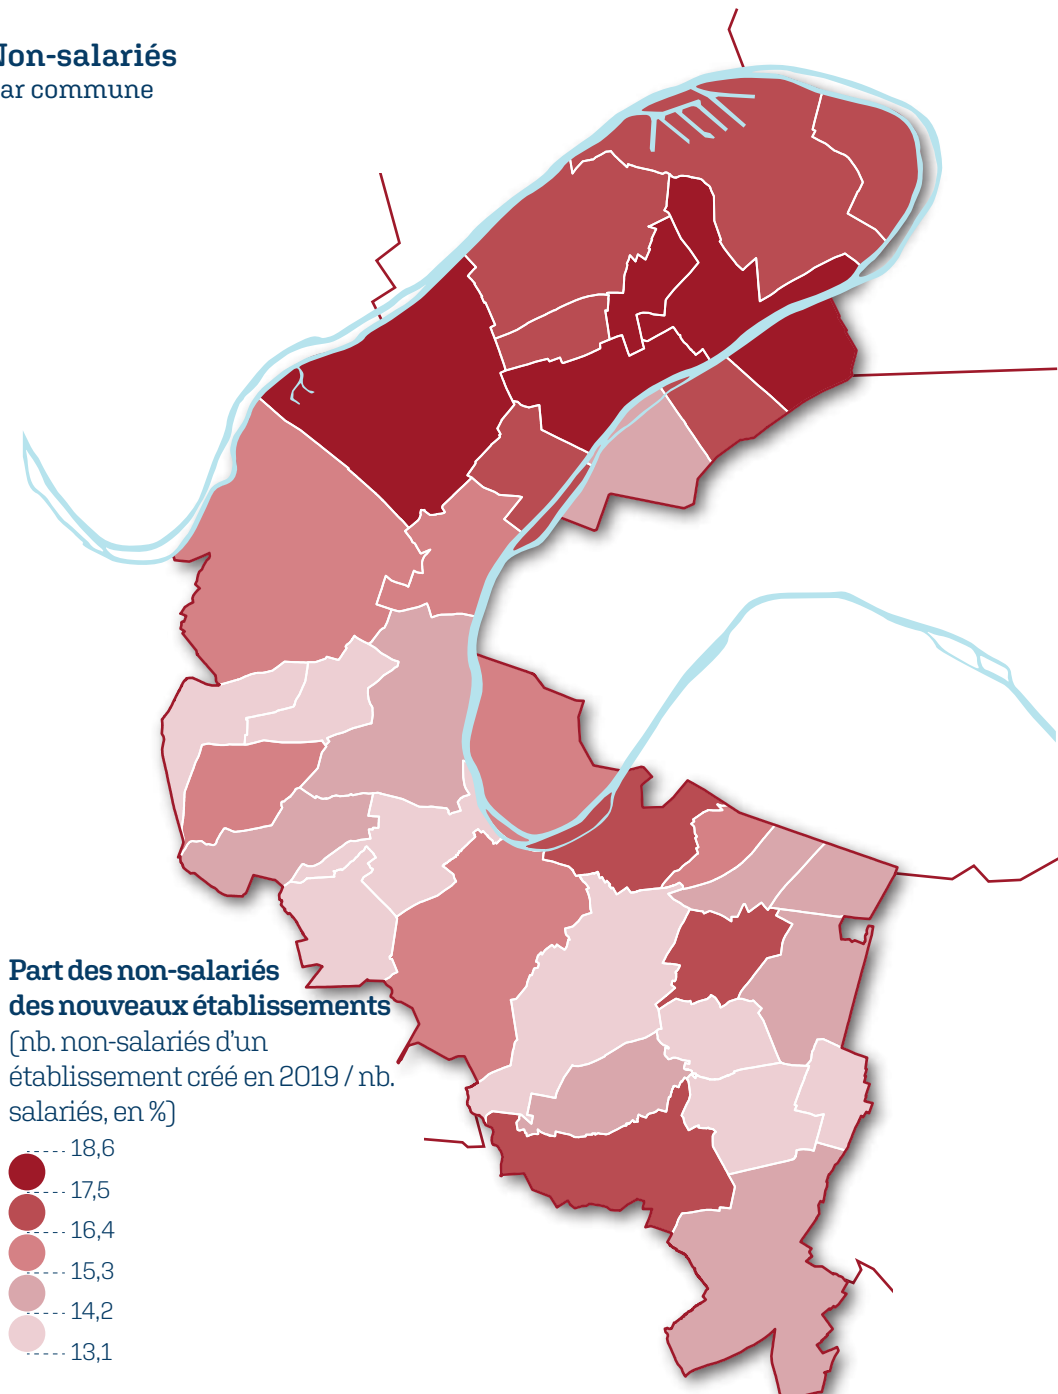 Non-salariés
ar commune
Part des non-salariés
des nouveaux établissements
(nb. non-salariés d'un
établissement créé en 2019 / nb.
salariés, en %)
18,6
17,5
16,4
15,3
14,2
13,1